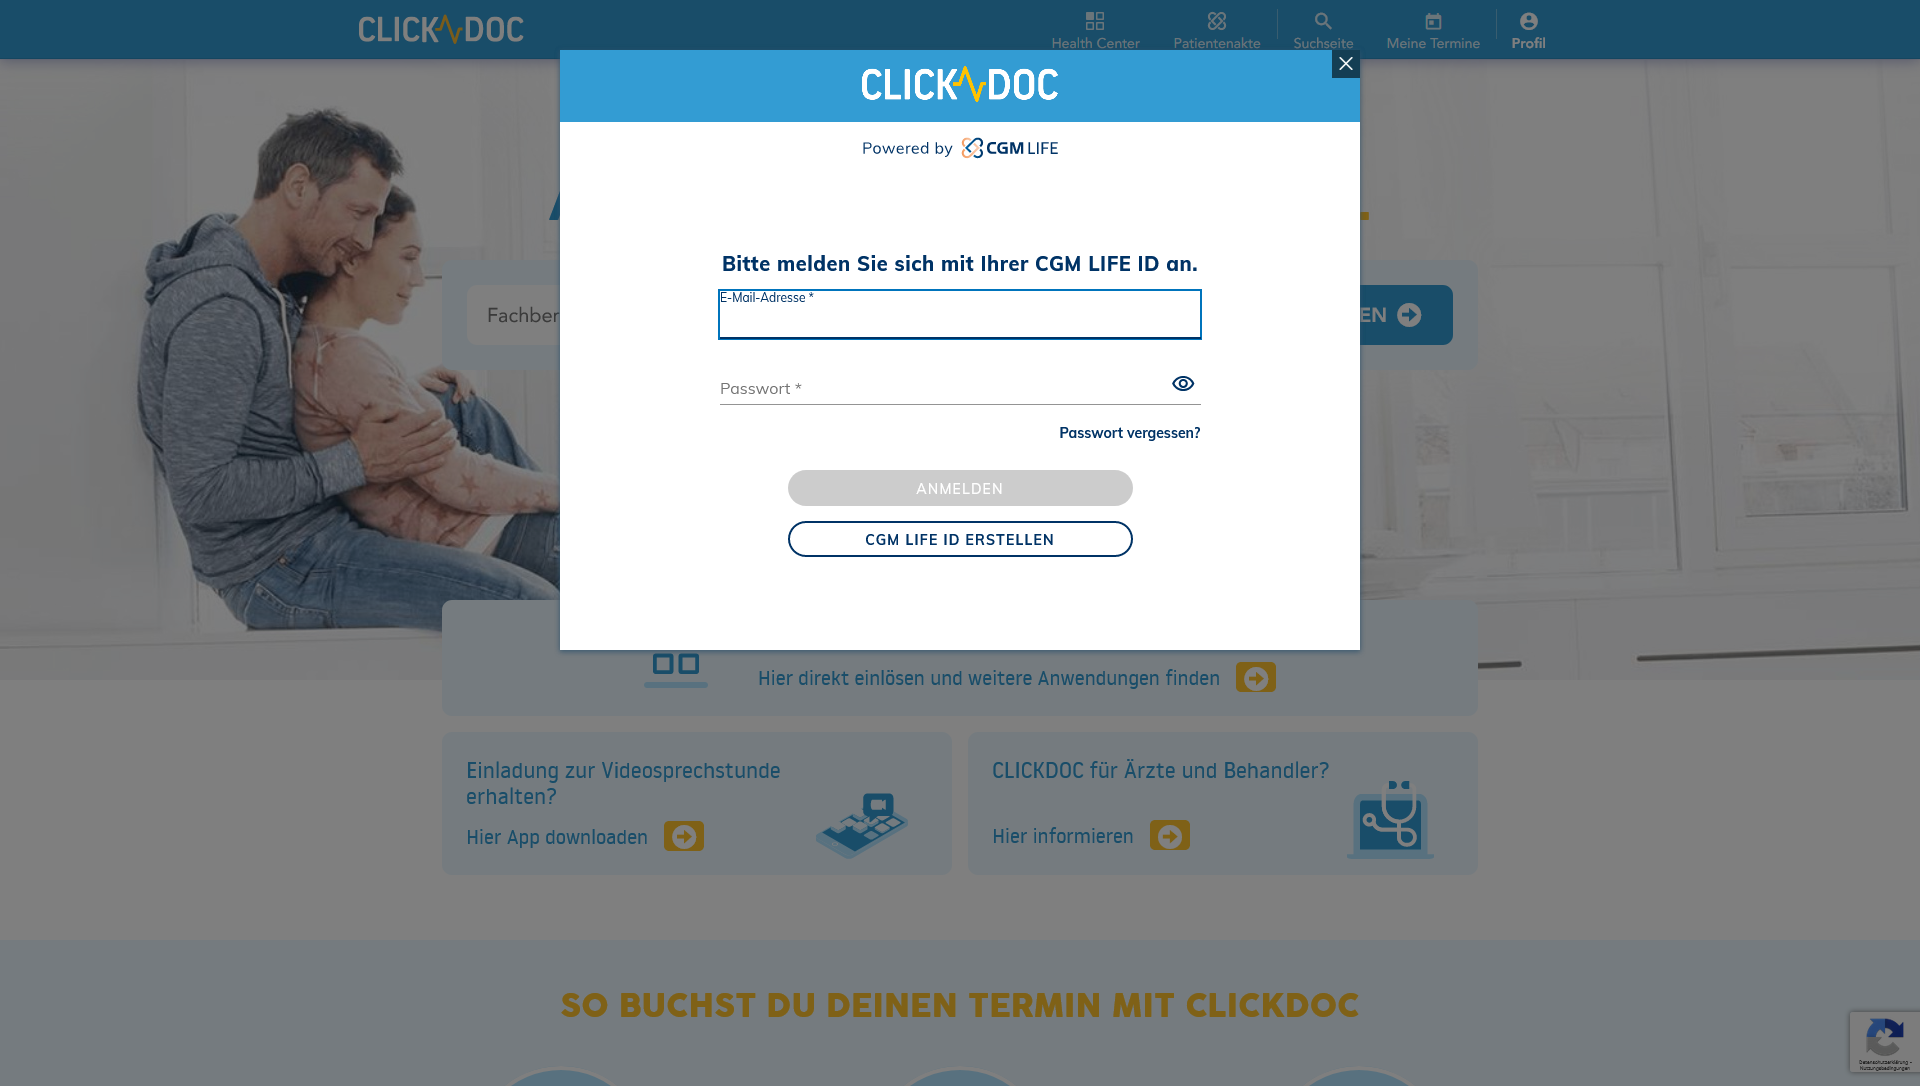 CLICKDOC
Health Center
Patientenakte
Suchseite
Meine Termine
Profil
CLICKDOC
Powered by CGM LIFE
Bitte melden Sie sich mit Ihrer CGM LIFE ID an.
E-Mail-Adresse *
Passwort *
Passwort vergessen?
ANMELDEN
CGM LIFE ID ERSTELLEN
Hier direkt einlösen und weitere Anwendungen finden
Einladung zur Videosprechstunde
erhalten?
Hier App downloaden
CLICKDOC für Ärzte und Behandler?
Hier informieren
SO BUCHST DU DEINEN TERMIN MIT CLICKDOC
Datenschutzerklärung -
Nutzungsbedingungen